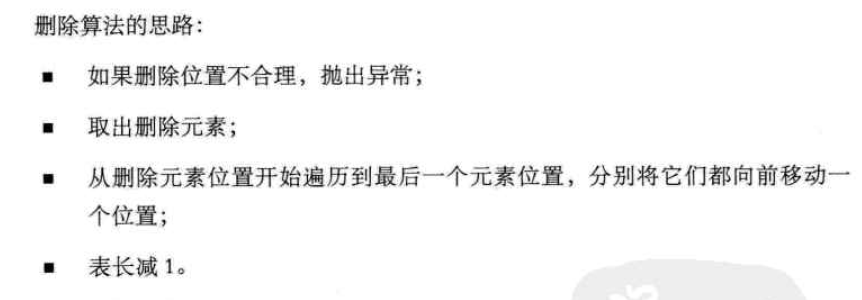 删除算法的思路：
■ 如果删除位置不合理，抛出异常；
■ 取出删除元素；
■ 从删除元素位置开始遍历到最后一个元素位置，分别将它们都向前移动一
个位置；
■ 表长减 1。